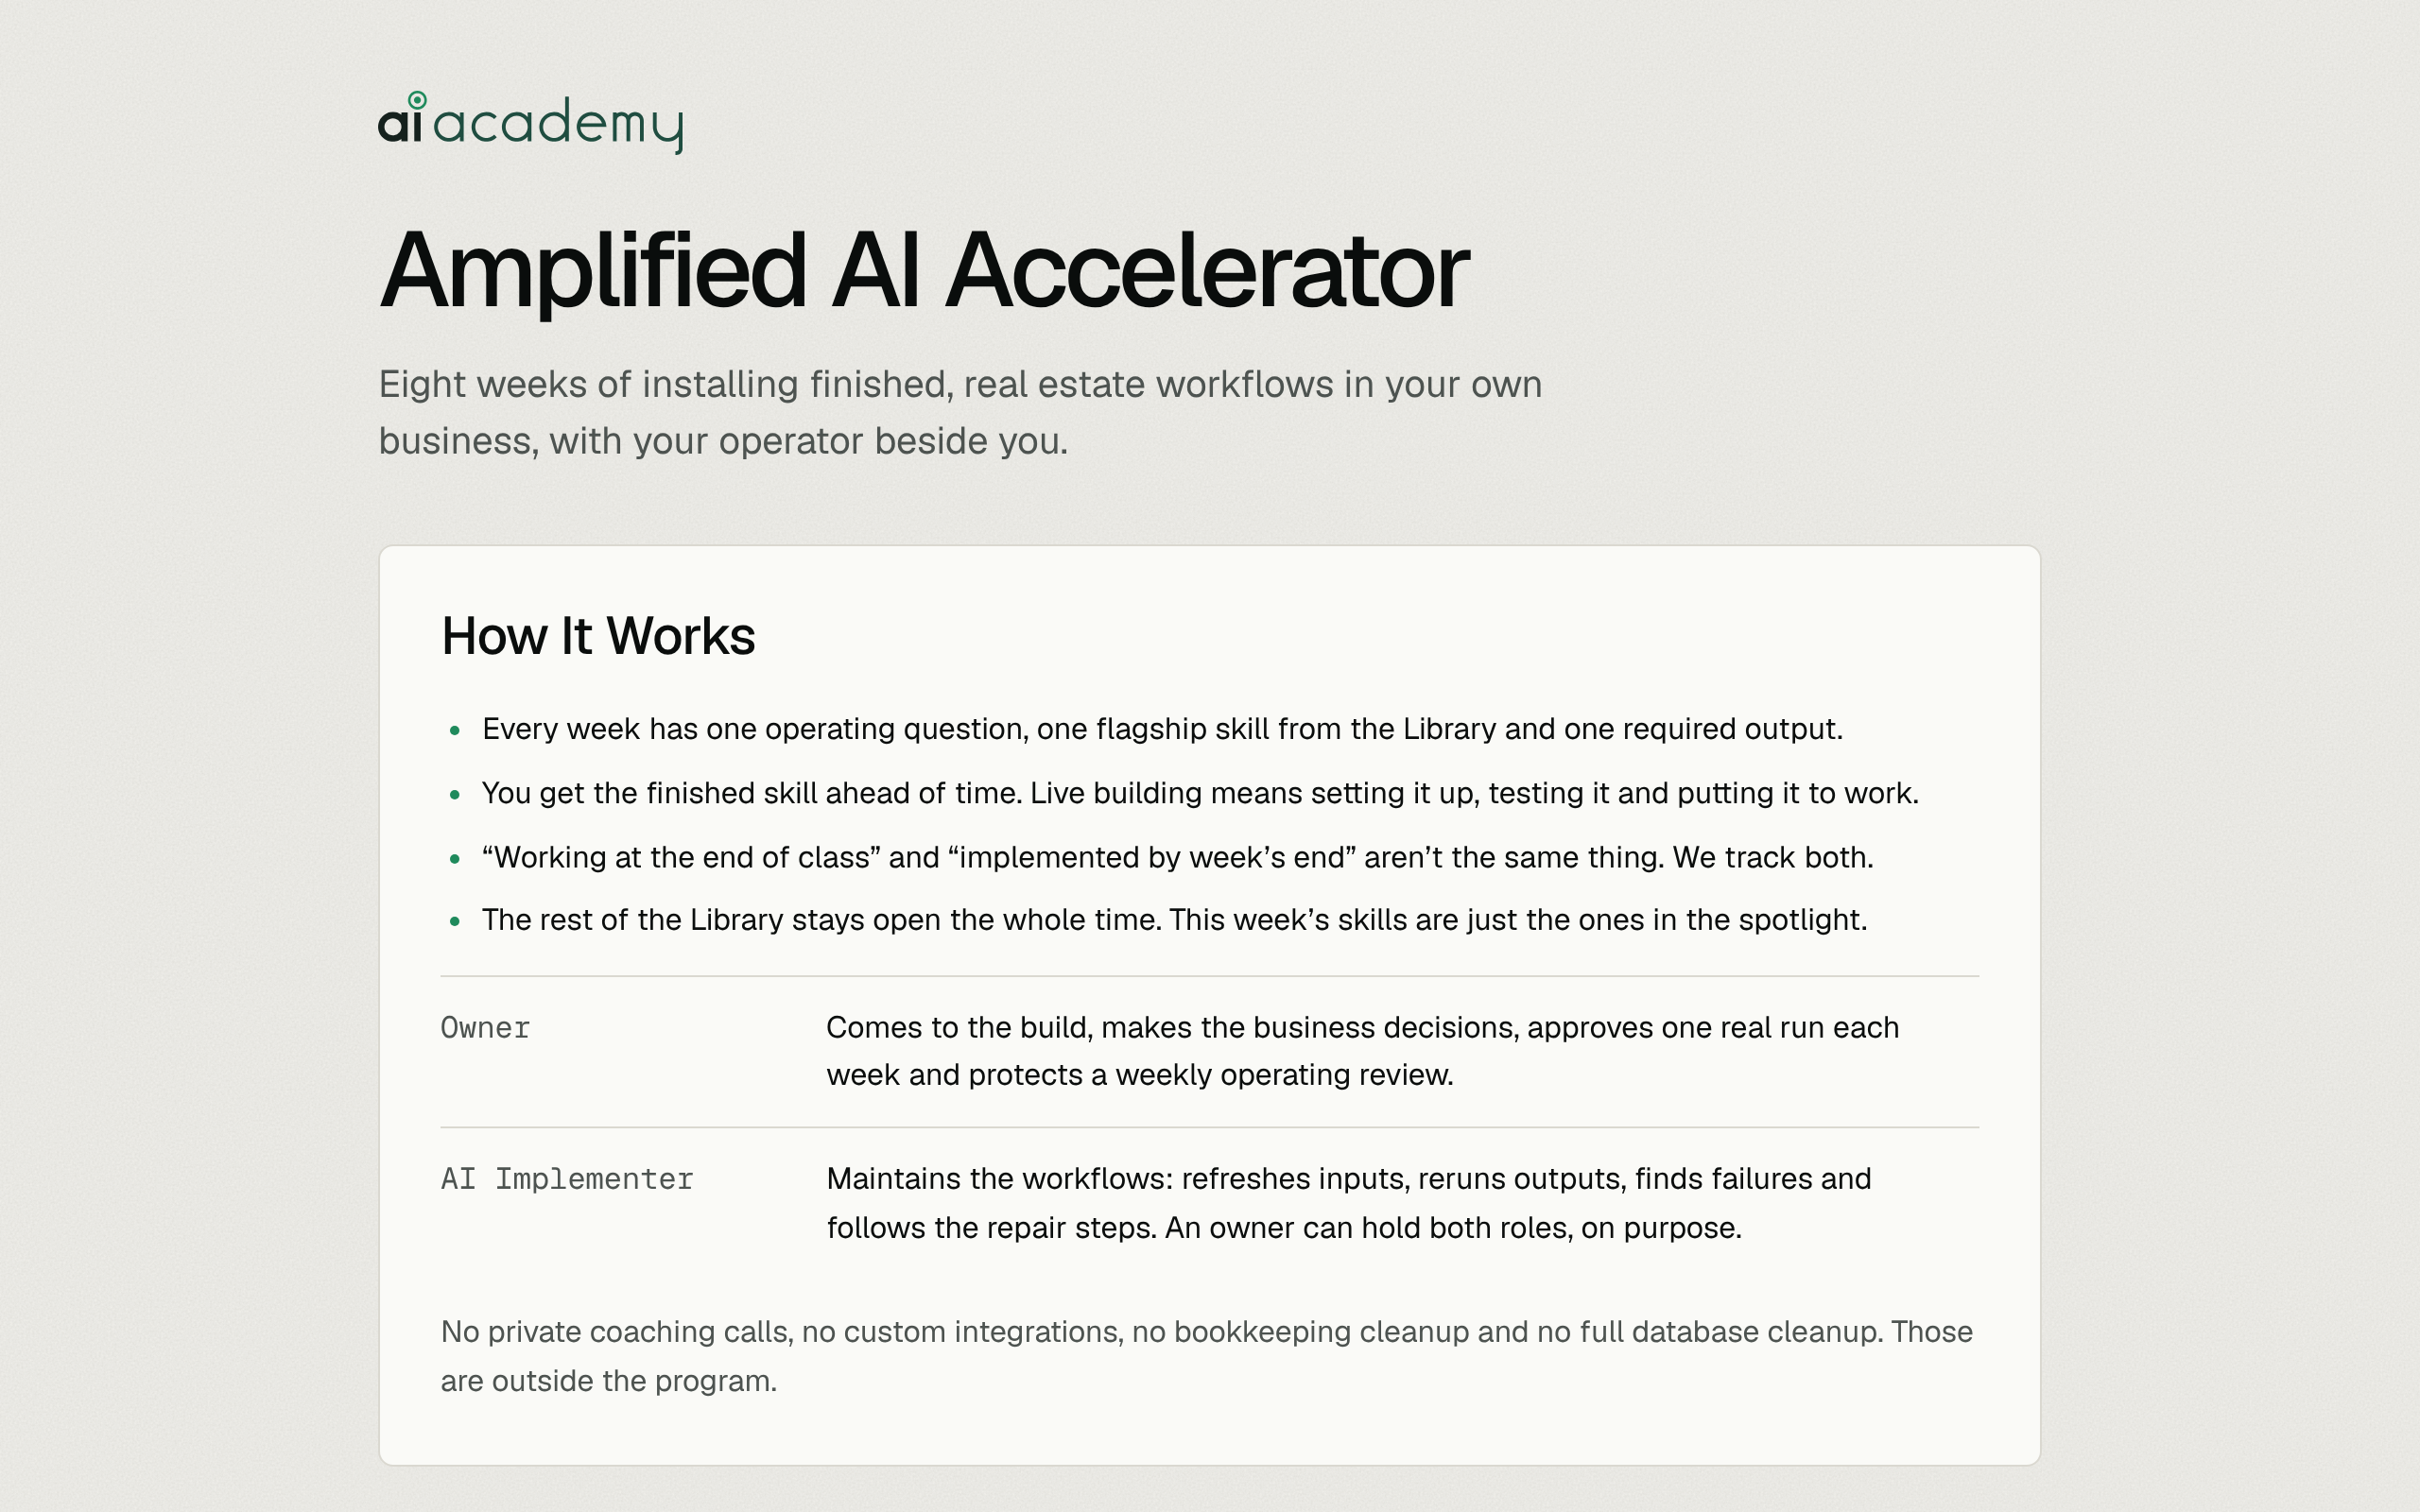 ai academy
Amplified AI Accelerator
Eight weeks of installing finished, real estate workflows in your own
business, with your operator beside you.
How It Works
• Every week has one operating question, one flagship skill from the Library and one required output.
• You get the finished skill ahead of time. Live building means setting it up, testing it and putting it to work.
• “Working at the end of class” and “implemented by week’s end” aren’t the same thing. We track both.
• The rest of the Library stays open the whole time. This week’s skills are just the ones in the spotlight.
Owner
Comes to the build, makes the business decisions, approves one real run each
week and protects a weekly operating review.
AI Implementer
Maintains the workflows: refreshes inputs, reruns outputs, finds failures and
follows the repair steps. An owner can hold both roles, on purpose.
No private coaching calls, no custom integrations, no bookkeeping cleanup and no full database cleanup. Those
are outside the program.